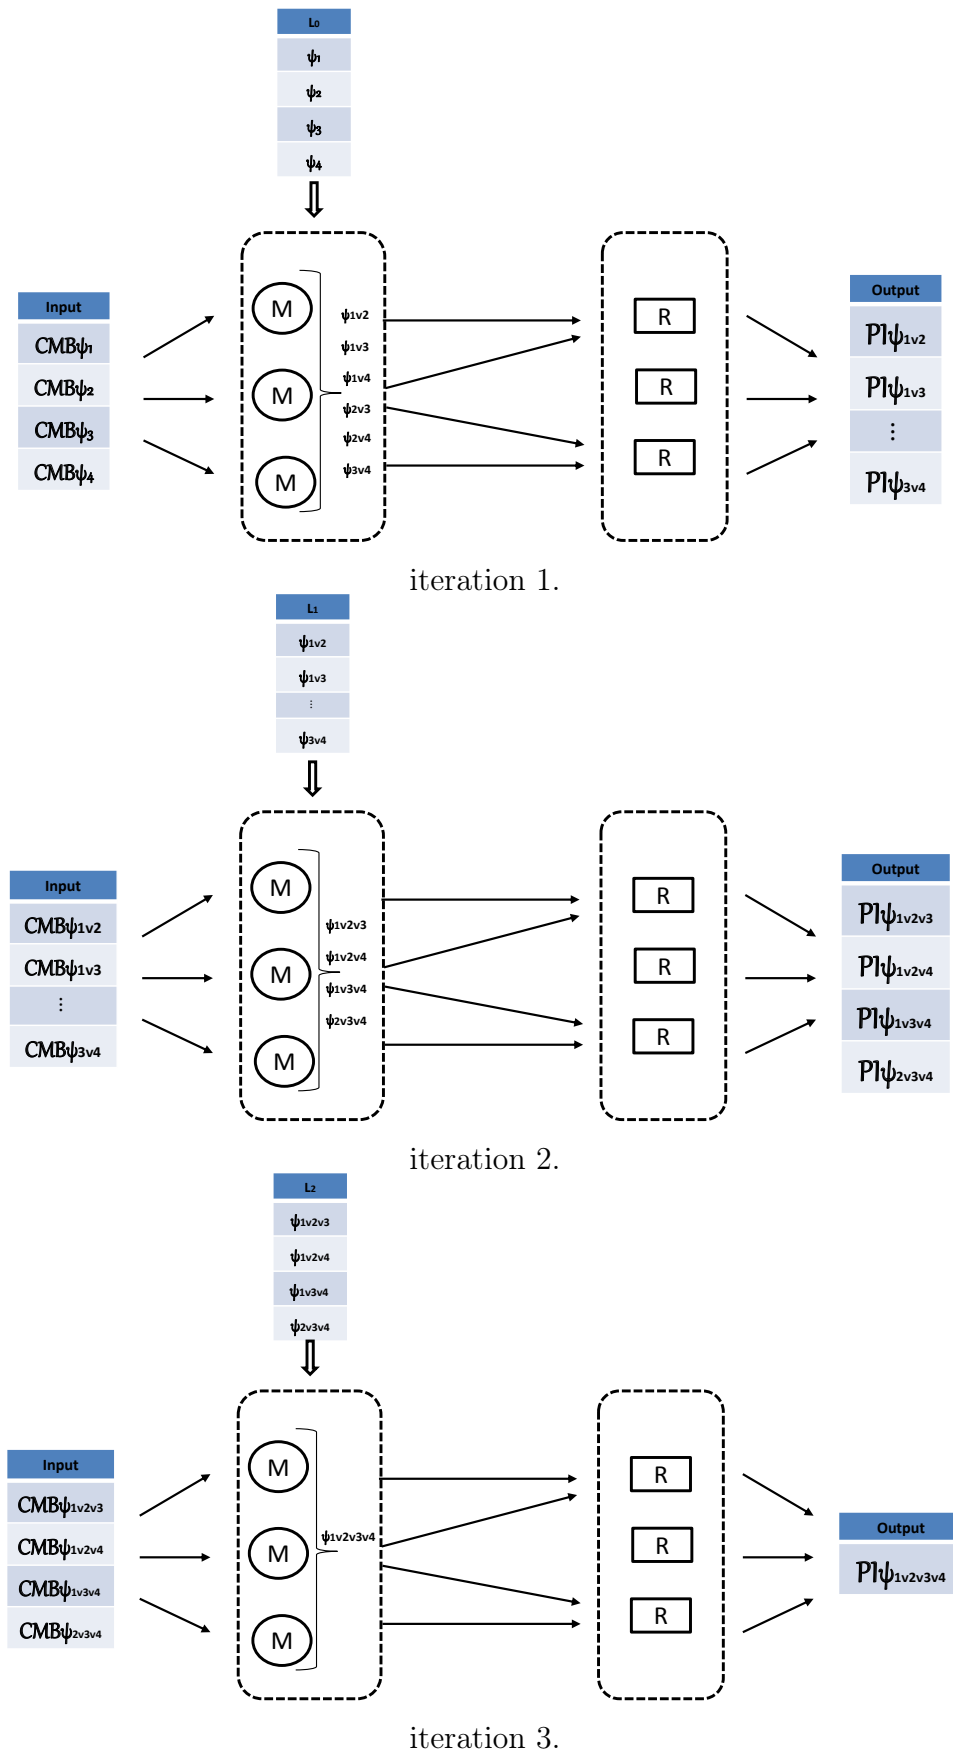 L₀
ψ₁
ψ₂
ψ₃
ψ₄
Input
CMBψ₁
CMBψ₂
CMBψ₃
CMBψ₄
M
M
M
ψ1v2
ψ1v3
ψ1v4
ψ2v3
ψ2v4
ψ3v4
R
R
R
Output
PIψ1v2
PIψ1v3
⋮
PIψ3v4
iteration 1.
L₁
ψ1v2
ψ1v3
⋮
ψ3v4
Input
CMBψ1v2
CMBψ1v3
⋮
CMBψ3v4
M
M
M
ψ1v2v3
ψ1v2v4
ψ1v3v4
ψ2v3v4
R
R
R
Output
PIψ1v2v3
PIψ1v2v4
PIψ1v3v4
PIψ2v3v4
iteration 2.
L₂
ψ1v2v3
ψ1v2v4
ψ1v3v4
ψ2v3v4
Input
CMBψ1v2v3
CMBψ1v2v4
CMBψ1v3v4
CMBψ2v3v4
M
M
M
ψ1v2v3v4
R
R
R
Output
PIψ1v2v3v4
iteration 3.